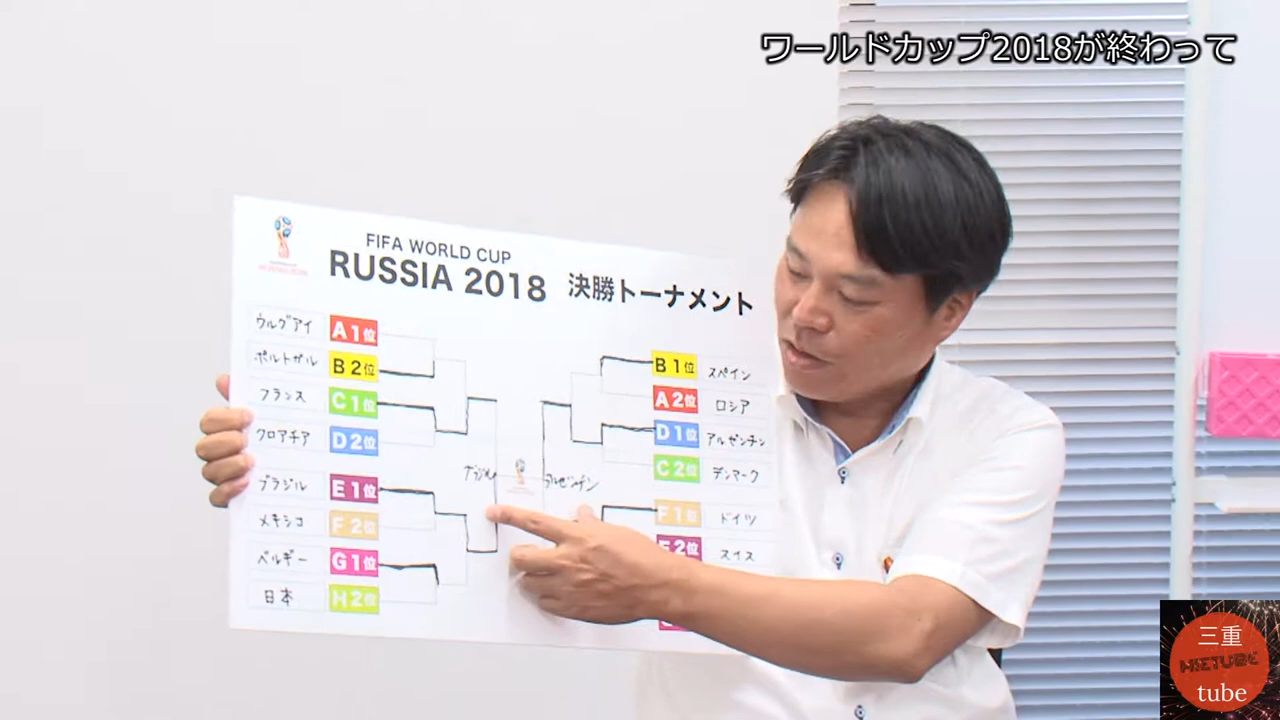 ワールドカップ2018が終わって
FIFA WORLD CUP
RUSSIA 2018 決勝トーナメント
ウルグアイ A1位
ポルトガル B2位
フランス C1位
クロアチア D2位
ブラジル E1位
メキシコ F2位
ベルギー G1位
日本 H2位
ブラジル
アルゼンチン
B1位 スペイン
A2位 ロシア
D1位 アルゼンチン
C2位 デンマーク
F1位 ドイツ
E2位 スイス
三重
MIETUBE
tube